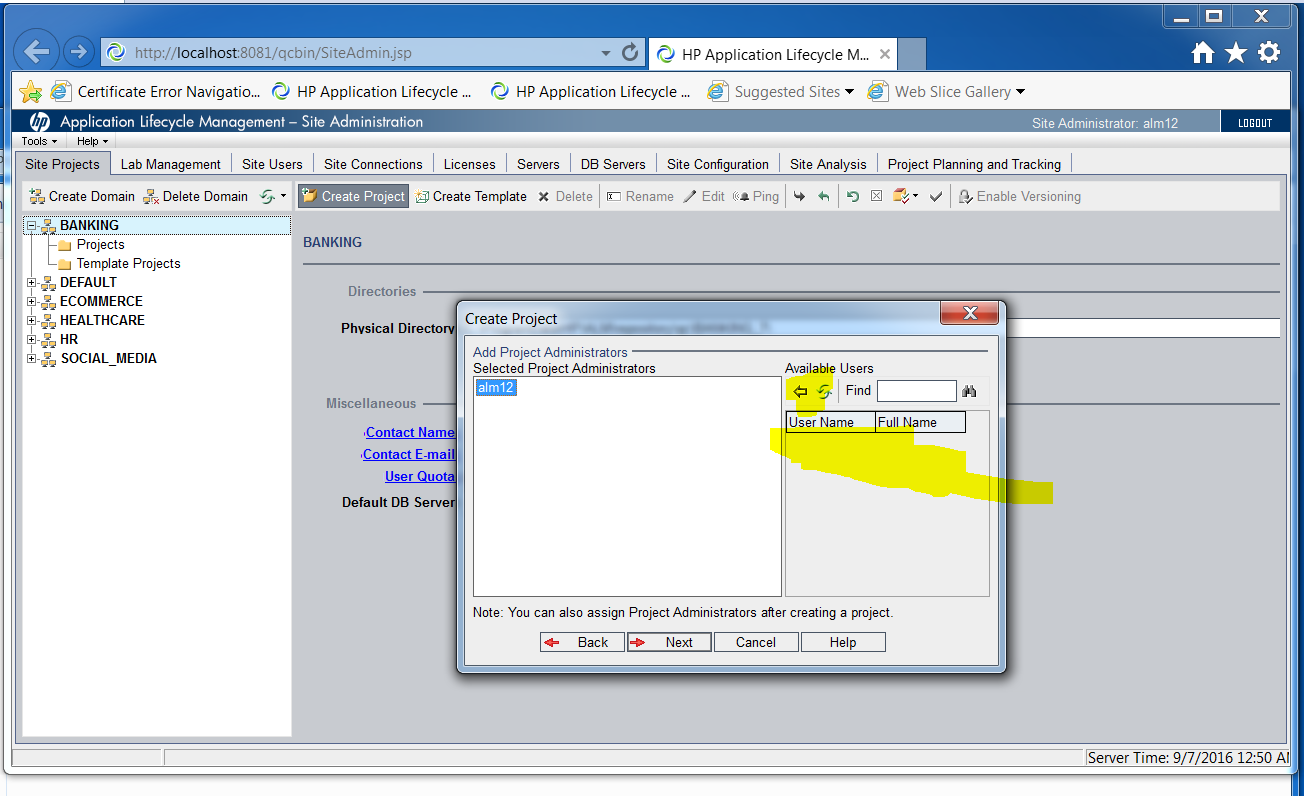 http://localhost:8081/qcbin/SiteAdmin.jsp
HP Application Lifecycle M...
Certificate Error Navigatio...
HP Application Lifecycle ...
HP Application Lifecycle ...
Suggested Sites
Web Slice Gallery
hp
Application Lifecycle Management – Site Administration
Site Administrator: alm12
LOGOUT
Tools
Help
Site Projects
Lab Management
Site Users
Site Connections
Licenses
Servers
DB Servers
Site Configuration
Site Analysis
Project Planning and Tracking
Create Domain
Delete Domain
Create Project
Create Template
Delete
Rename
Edit
Ping
Enable Versioning
BANKING
Projects
Template Projects
DEFAULT
ECOMMERCE
HEALTHCARE
HR
SOCIAL_MEDIA
BANKING
Directories
Physical Directory
Miscellaneous
Contact Name
Contact E-mail
User Quota
Default DB Server
Create Project
Add Project Administrators
Selected Project Administrators
alm12
Available Users
Find
User Name
Full Name
Note: You can also assign Project Administrators after creating a project.
Back
Next
Cancel
Help
Server Time: 9/7/2016 12:50